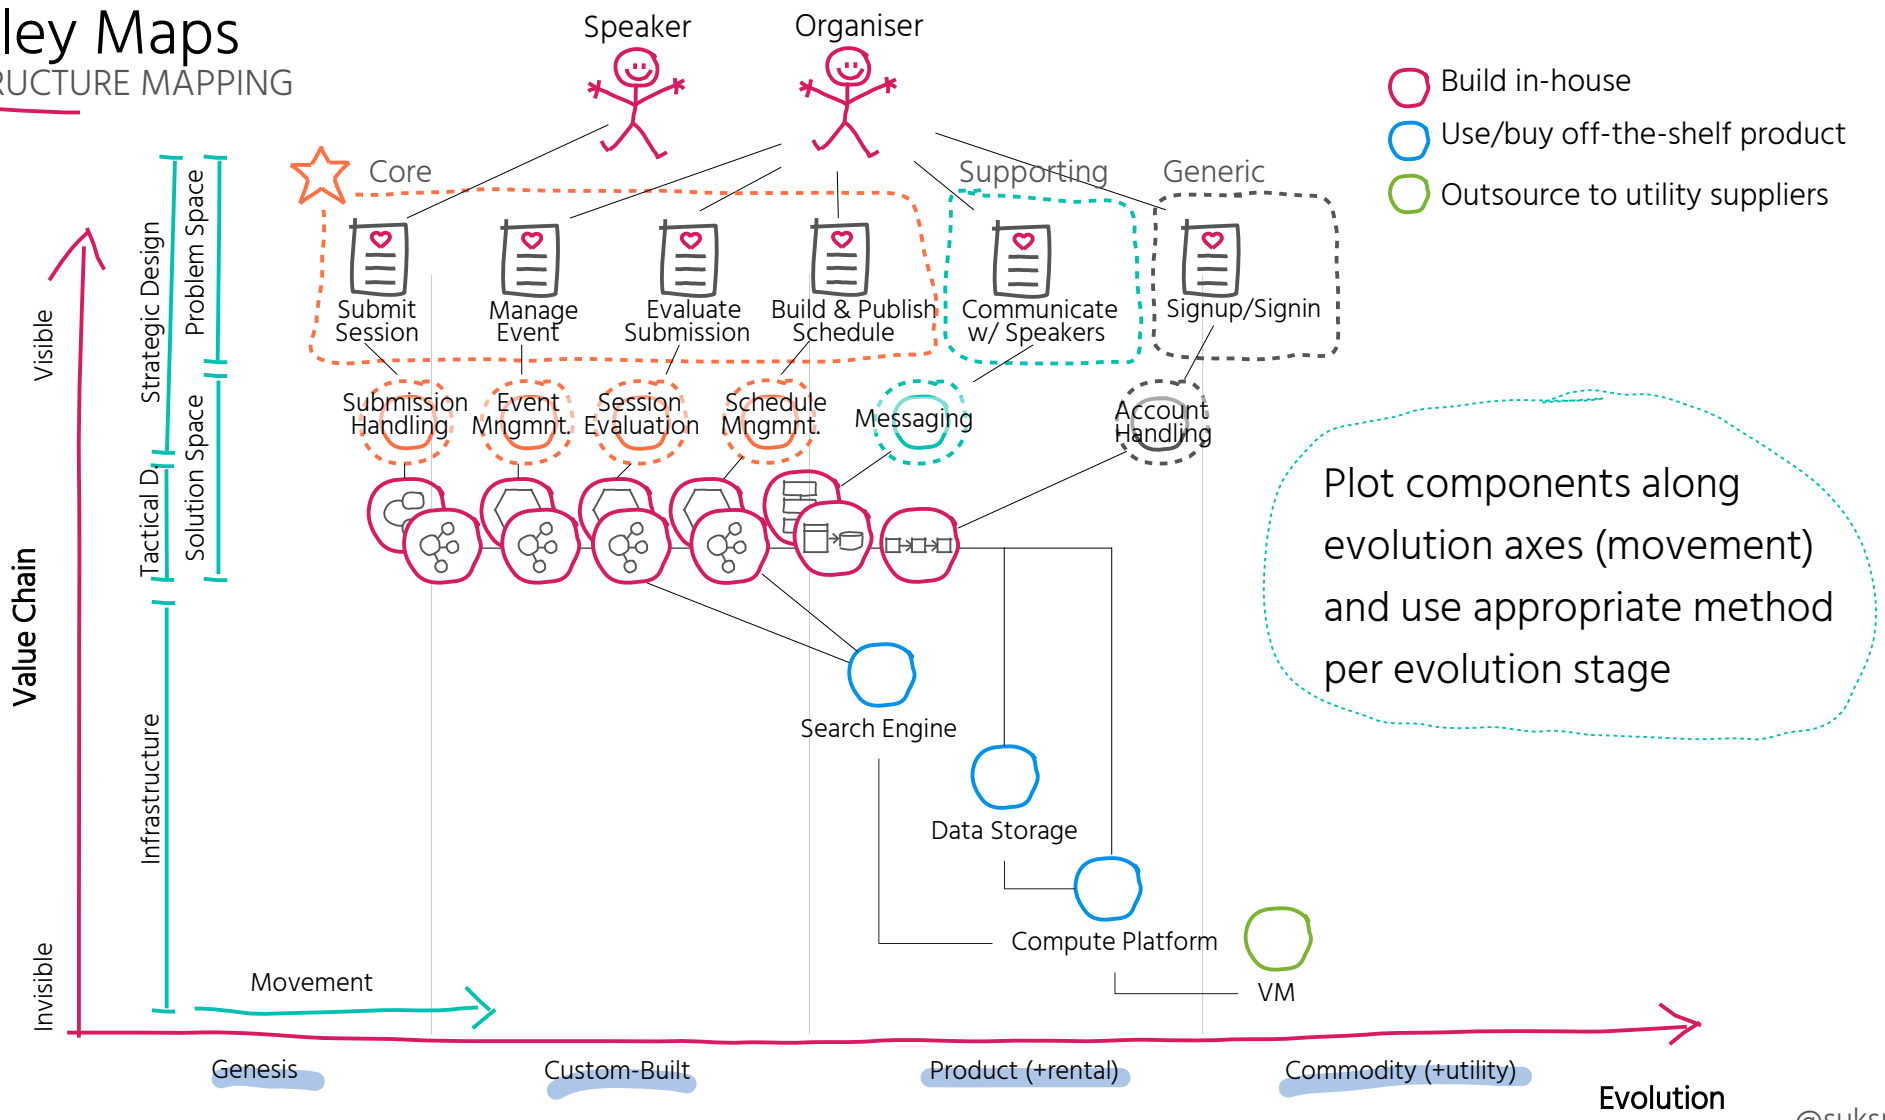 ley Maps
RUCTURE MAPPING
Speaker
Organiser
Build in-house
Use/buy off-the-shelf product
Outsource to utility suppliers
Core
Supporting
Generic
Submit
Session
Manage
Event
Evaluate
Submission
Build & Publish
Schedule
Communicate
w/ Speakers
Signup/Signin
Submission
Handling
Event
Mngmnt.
Session
Evaluation
Schedule
Mngmnt.
Messaging
Account
Handling
Strategic Design
Problem Space
Tactical D.
Solution Space
Infrastructure
Visible
Value Chain
Invisible
Plot components along
evolution axes (movement)
and use appropriate method
per evolution stage
Search Engine
Data Storage
Compute Platform
VM
Movement
Genesis
Custom-Built
Product (+rental)
Commodity (+utility)
Evolution